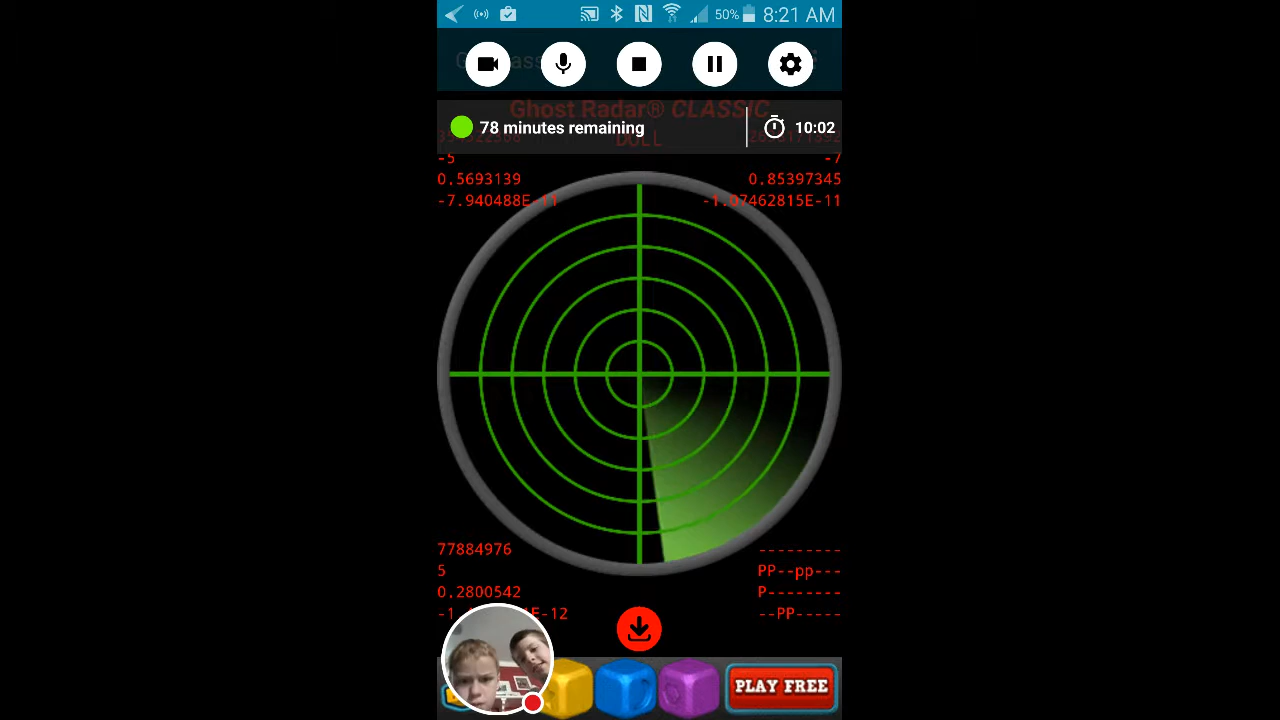 50% 8:21 AM
Ghost Radar® CLASSIC
78 minutes remaining 10:02
DOLL
-5 -7
0.5693139 0.85397345
-7.940488E-11 -1.07462815E-11
77884976 ---------
5 PP--pp---
0.2800542 P--------
--PP-----
PLAY FREE